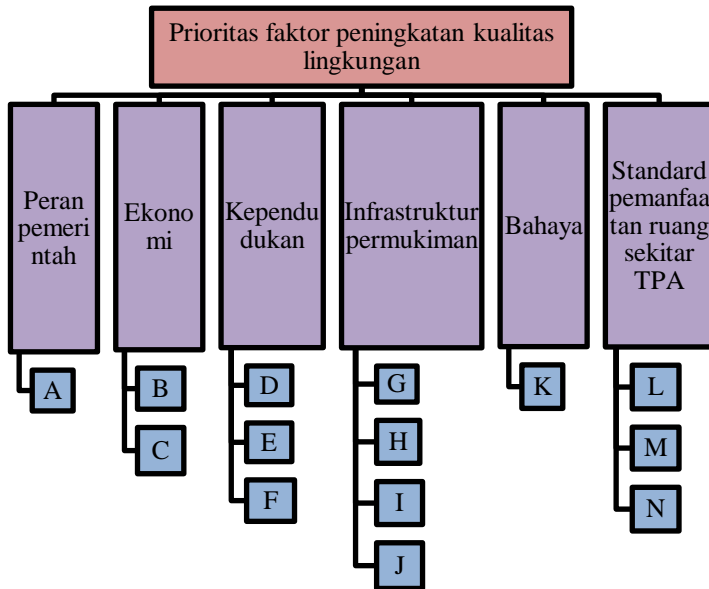 Prioritas faktor peningkatan kualitas
lingkungan
Peran
pemeri
ntah
Ekono
mi
Kependu
dukan
Infrastruktur
permukiman
Bahaya
Standard
pemanfaa
tan ruang
sekitar
TPA
A
B
C
D
E
F
G
H
I
J
K
L
M
N